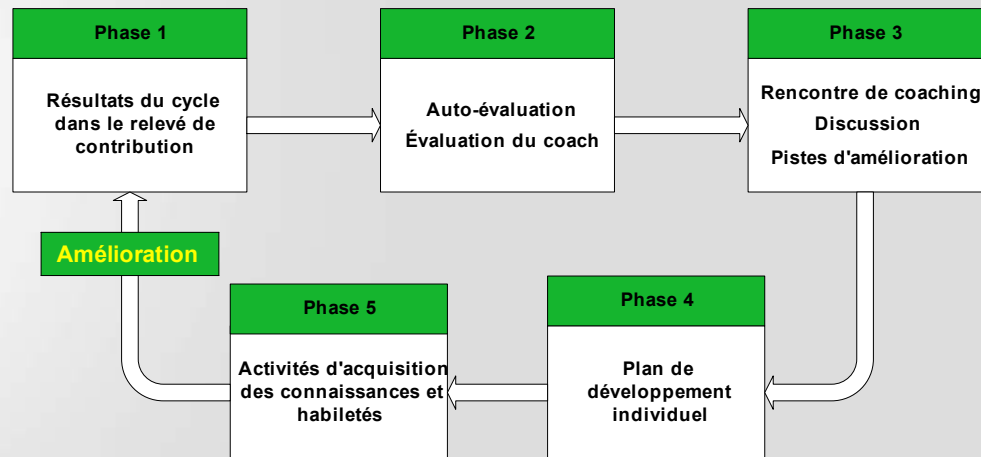 Phase 1
Résultats du cycle
dans le relevé de
contribution
Phase 2
Auto-évaluation
Évaluation du coach
Phase 3
Rencontre de coaching
Discussion
Pistes d'amélioration
Phase 4
Plan de
développement
individuel
Phase 5
Activités d'acquisition
des connaissances et
habiletés
Amélioration